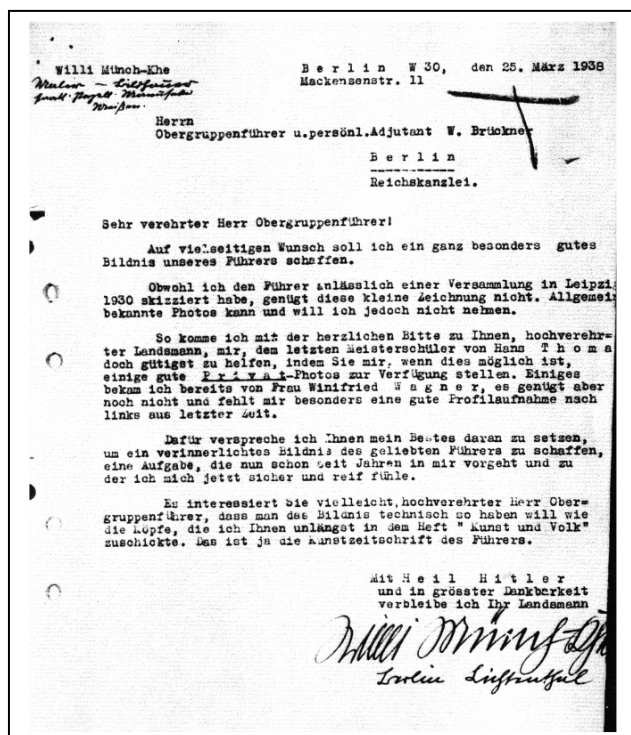 Willi Münch-Khe
Berlin W 30, den 25. März 1938
Mackensenstr. 11
Maler – Bildhauer
Meißen.
Herrn
Obergruppenführer u.persönl.Adjutant W. Brückner
Berlin
Reichskanzlei.
Sehr verehrter Herr Obergruppenführer!
Auf vielseitigen Wunsch soll ich ein ganz besonders gutes
Bildnis unseres Führers schaffen.
Obwohl ich den Führer anlässlich einer Versammlung in Leipzi
1930 skizziert habe, genügt diese kleine Zeichnung nicht. Allgemei
bekannte Photos kann und will ich jedoch nicht nehmen.
So komme ich mit der herzlichen Bitte zu Ihnen, hochverehr=
ter Landsmann, mir, dem letzten Meisterschüler von Hans Thoma
doch gütigst zu helfen, indem Sie mir, wenn dies möglich ist,
einige gute Privat-Photos zur Verfügung stellen. Einiges
bekam ich bereits von Frau Winifried Wagner, es genügt aber
noch nicht und fehlt mir besonders eine gute Profilaufnahme nach
links aus letzter Zeit.
Dafür verspreche ich Ihnen mein Bestes daran zu setzen,
um ein verinnerlichtes Bildnis des geliebten Führers zu schaffen,
eine Aufgabe, die nun schon seit Jahren in mir vorgeht und zu
der ich mich jetzt sicher und reif fühle.
Es interessiert Sie vielleicht,hochverehrter Herr Ober=
gruppenführer, dass man das Bildnis technisch so haben will wie
die Köpfe, die ich Ihnen unlängst in dem Heft " Kunst und Volk"
zuschickte. Das ist ja die Kunstzeitschrift des Führers.
Mit Heil Hitler
und in grösster Dankbarkeit
verbleibe ich Ihr Landsmann
Willi Münch-Khe
Berlin Lichtenthal